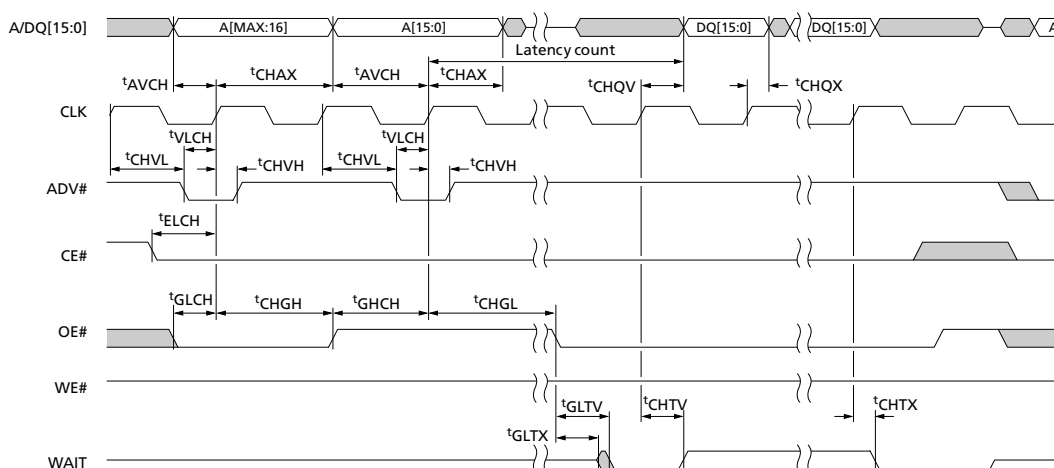 A/DQ[15:0] A[MAX:16] A[15:0] DQ[15:0] DQ[15:0] A
Latency count
tAVCH tCHAX tAVCH tCHAX tCHQV tCHQX
CLK
tVLCH tVLCH
tCHVL tCHVH tCHVL tCHVH
ADV#
tELCH
CE#
tGLCH tCHGH tGHCH tCHGL
OE#
WE#
tGLTV tCHTV tCHTX
tGLTX
WAIT